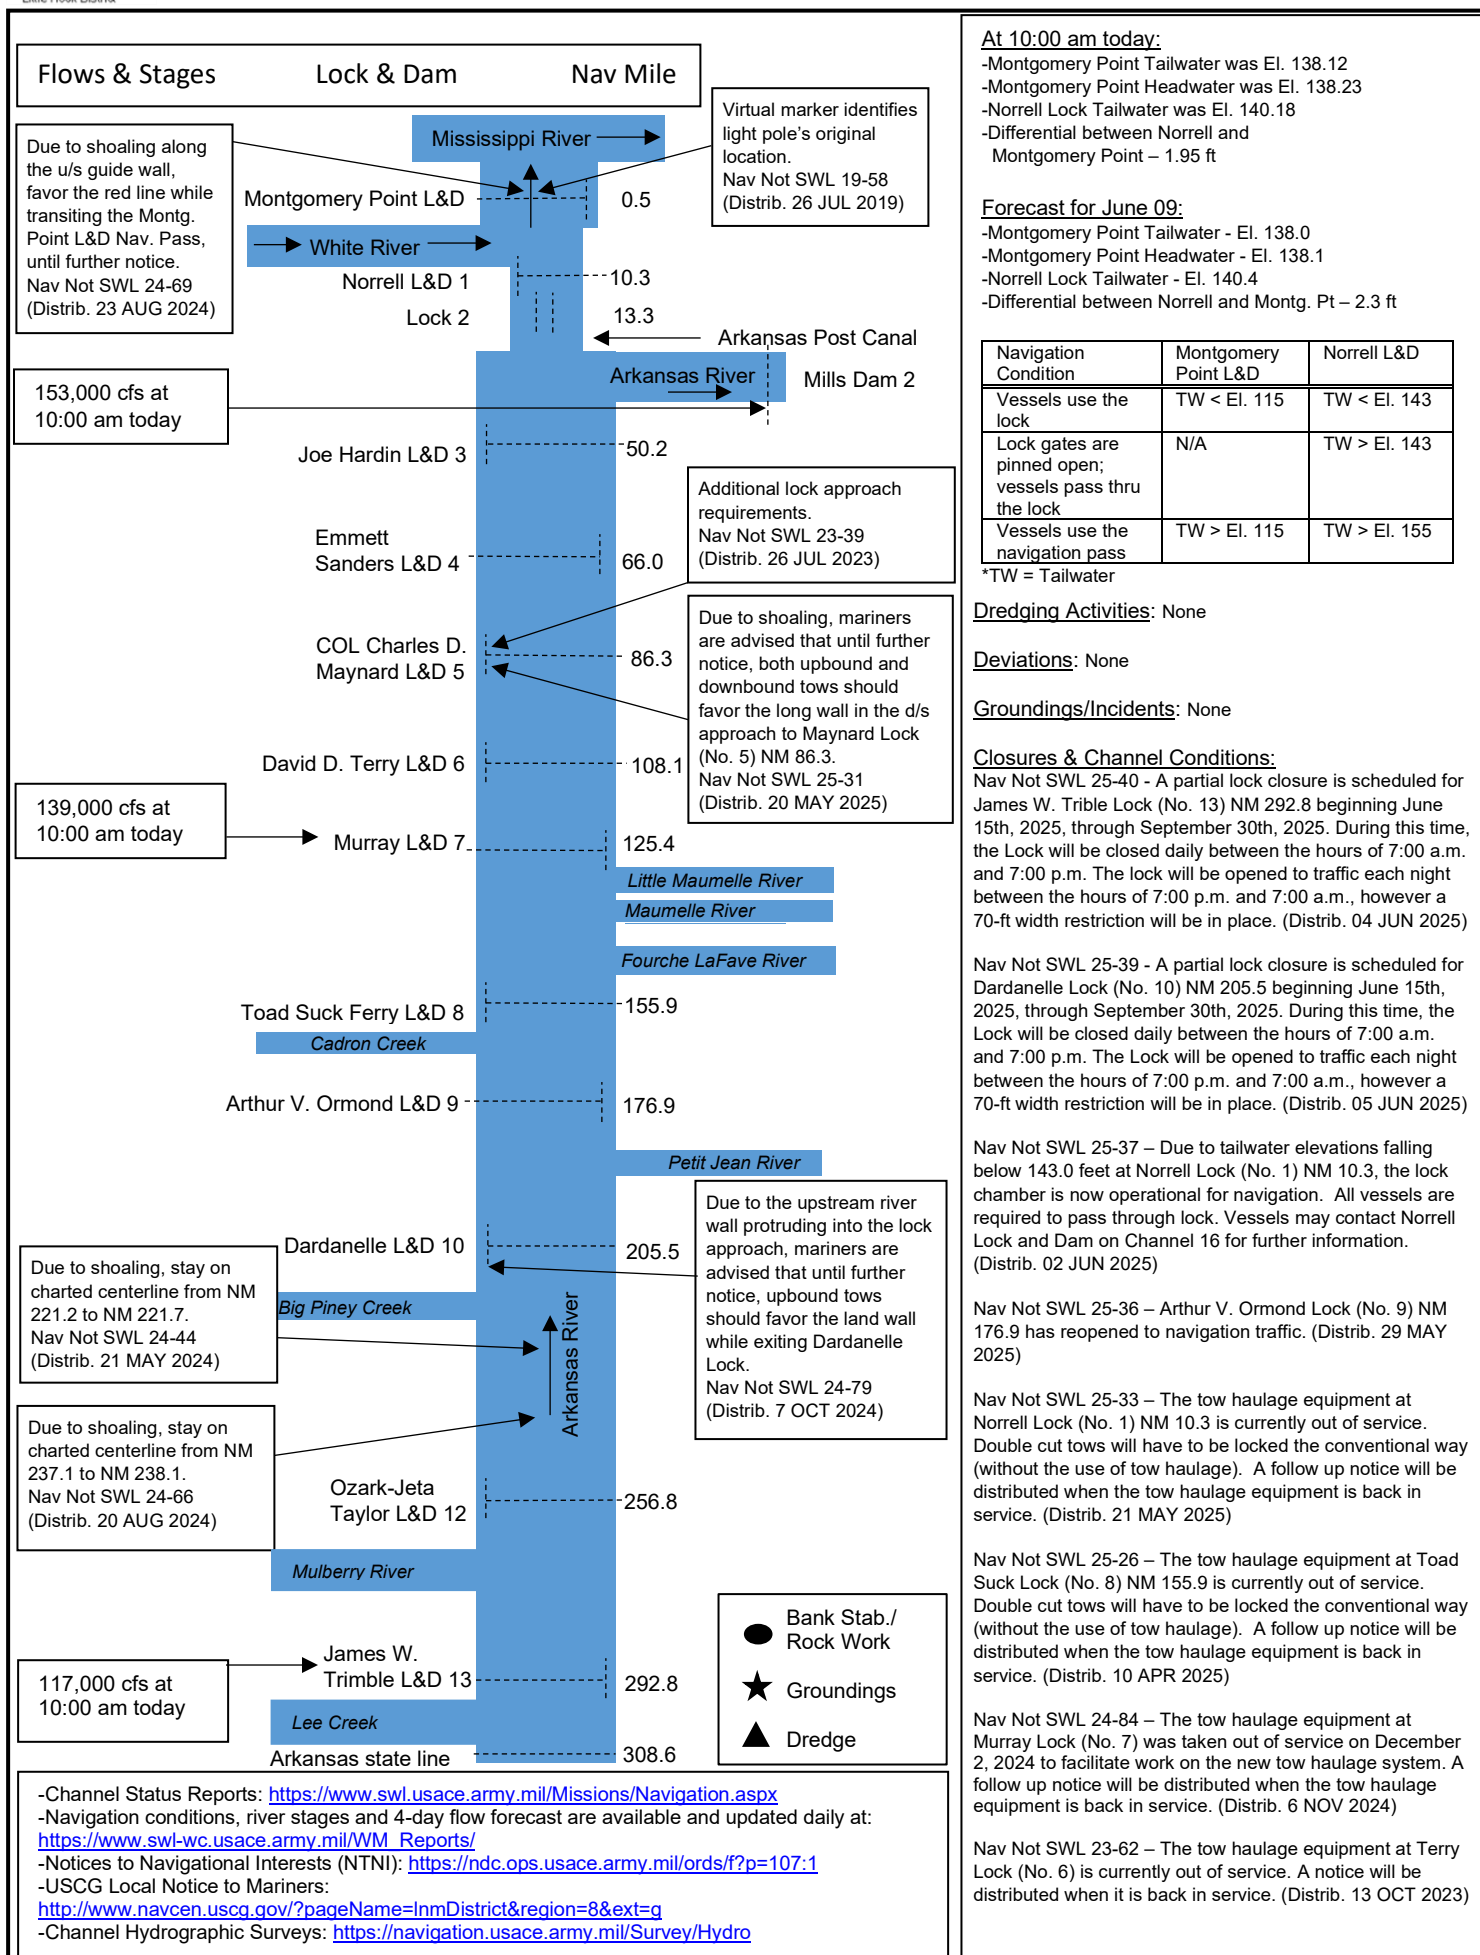 Little Rock District
Flows & Stages Lock & Dam Nav Mile
Due to shoaling along
the u/s guide wall,
favor the red line while
transiting the Montg.
Point L&D Nav. Pass,
until further notice.
Nav Not SWL 24-69
(Distrib. 23 AUG 2024)
Virtual marker identifies
light pole's original
location.
Nav Not SWL 19-58
(Distrib. 26 JUL 2019)
Mississippi River
Montgomery Point L&D 0.5
White River
Norrell L&D 1 10.3
Lock 2 13.3
Arkansas Post Canal
Arkansas River
Mills Dam 2
153,000 cfs at
10:00 am today
Joe Hardin L&D 3 50.2
Additional lock approach
requirements.
Nav Not SWL 23-39
(Distrib. 26 JUL 2023)
Emmett
Sanders L&D 4 66.0
Due to shoaling, mariners
are advised that until further
notice, both upbound and
downbound tows should
favor the long wall in the d/s
approach to Maynard Lock
(No. 5) NM 86.3.
Nav Not SWL 25-31
(Distrib. 20 MAY 2025)
COL Charles D.
Maynard L&D 5 86.3
David D. Terry L&D 6 108.1
139,000 cfs at
10:00 am today
Murray L&D 7 125.4
Little Maumelle River
Maumelle River
Fourche LaFave River
Toad Suck Ferry L&D 8 155.9
Cadron Creek
Arthur V. Ormond L&D 9 176.9
Petit Jean River
Due to the upstream river
wall protruding into the lock
approach, mariners are
advised that until further
notice, upbound tows
should favor the land wall
while exiting Dardanelle
Lock.
Nav Not SWL 24-79
(Distrib. 7 OCT 2024)
Dardanelle L&D 10 205.5
Due to shoaling, stay on
charted centerline from NM
221.2 to NM 221.7.
Nav Not SWL 24-44
(Distrib. 21 MAY 2024)
Big Piney Creek
Arkansas River
Due to shoaling, stay on
charted centerline from NM
237.1 to NM 238.1.
Nav Not SWL 24-66
(Distrib. 20 AUG 2024)
Ozark-Jeta
Taylor L&D 12 256.8
Mulberry River
Bank Stab./
Rock Work
Groundings
Dredge
James W.
Trimble L&D 13 292.8
117,000 cfs at
10:00 am today
Lee Creek
Arkansas state line 308.6
-Channel Status Reports: https://www.swl.usace.army.mil/Missions/Navigation.aspx
-Navigation conditions, river stages and 4-day flow forecast are available and updated daily at:
https://www.swl-wc.usace.army.mil/WM_Reports/
-Notices to Navigational Interests (NTNI): https://ndc.ops.usace.army.mil/ords/f?p=107:1
-USCG Local Notice to Mariners:
http://www.navcen.uscg.gov/?pageName=lnmDistrict&region=8&ext=g
-Channel Hydrographic Surveys: https://navigation.usace.army.mil/Survey/Hydro
At 10:00 am today:
-Montgomery Point Tailwater was El. 138.12
-Montgomery Point Headwater was El. 138.23
-Norrell Lock Tailwater was El. 140.18
-Differential between Norrell and
Montgomery Point – 1.95 ft
Forecast for June 09:
-Montgomery Point Tailwater - El. 138.0
-Montgomery Point Headwater - El. 138.1
-Norrell Lock Tailwater - El. 140.4
-Differential between Norrell and Montg. Pt – 2.3 ft
Navigation Montgomery Norrell L&D
Condition Point L&D
Vessels use the TW < El. 115 TW < El. 143
lock
Lock gates are N/A TW > El. 143
pinned open;
vessels pass thru
the lock
Vessels use the TW > El. 115 TW > El. 155
navigation pass
*TW = Tailwater
Dredging Activities: None
Deviations: None
Groundings/Incidents: None
Closures & Channel Conditions:
Nav Not SWL 25-40 - A partial lock closure is scheduled for
James W. Trible Lock (No. 13) NM 292.8 beginning June
15th, 2025, through September 30th, 2025. During this time,
the Lock will be closed daily between the hours of 7:00 a.m.
and 7:00 p.m. The lock will be opened to traffic each night
between the hours of 7:00 p.m. and 7:00 a.m., however a
70-ft width restriction will be in place. (Distrib. 04 JUN 2025)
Nav Not SWL 25-39 - A partial lock closure is scheduled for
Dardanelle Lock (No. 10) NM 205.5 beginning June 15th,
2025, through September 30th, 2025. During this time, the
Lock will be closed daily between the hours of 7:00 a.m.
and 7:00 p.m. The Lock will be opened to traffic each night
between the hours of 7:00 p.m. and 7:00 a.m., however a
70-ft width restriction will be in place. (Distrib. 05 JUN 2025)
Nav Not SWL 25-37 – Due to tailwater elevations falling
below 143.0 feet at Norrell Lock (No. 1) NM 10.3, the lock
chamber is now operational for navigation. All vessels are
required to pass through lock. Vessels may contact Norrell
Lock and Dam on Channel 16 for further information.
(Distrib. 02 JUN 2025)
Nav Not SWL 25-36 – Arthur V. Ormond Lock (No. 9) NM
176.9 has reopened to navigation traffic. (Distrib. 29 MAY
2025)
Nav Not SWL 25-33 – The tow haulage equipment at
Norrell Lock (No. 1) NM 10.3 is currently out of service.
Double cut tows will have to be locked the conventional way
(without the use of tow haulage). A follow up notice will be
distributed when the tow haulage equipment is back in
service. (Distrib. 21 MAY 2025)
Nav Not SWL 25-26 – The tow haulage equipment at Toad
Suck Lock (No. 8) NM 155.9 is currently out of service.
Double cut tows will have to be locked the conventional way
(without the use of tow haulage). A follow up notice will be
distributed when the tow haulage equipment is back in
service. (Distrib. 10 APR 2025)
Nav Not SWL 24-84 – The tow haulage equipment at
Murray Lock (No. 7) was taken out of service on December
2, 2024 to facilitate work on the new tow haulage system. A
follow up notice will be distributed when the tow haulage
equipment is back in service. (Distrib. 6 NOV 2024)
Nav Not SWL 23-62 – The tow haulage equipment at Terry
Lock (No. 6) is currently out of service. A notice will be
distributed when it is back in service. (Distrib. 13 OCT 2023)